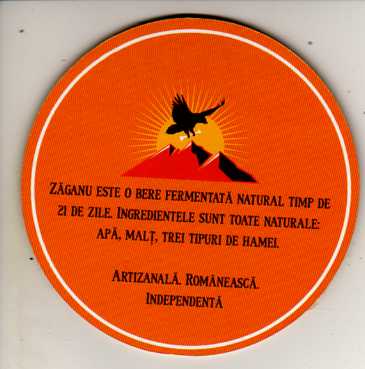 Zăganu este o bere fermentată natural timp de
21 de zile. Ingredientele sunt toate naturale:
apă, malț, trei tipuri de hamei.
Artizanală. Românească.
Independentă